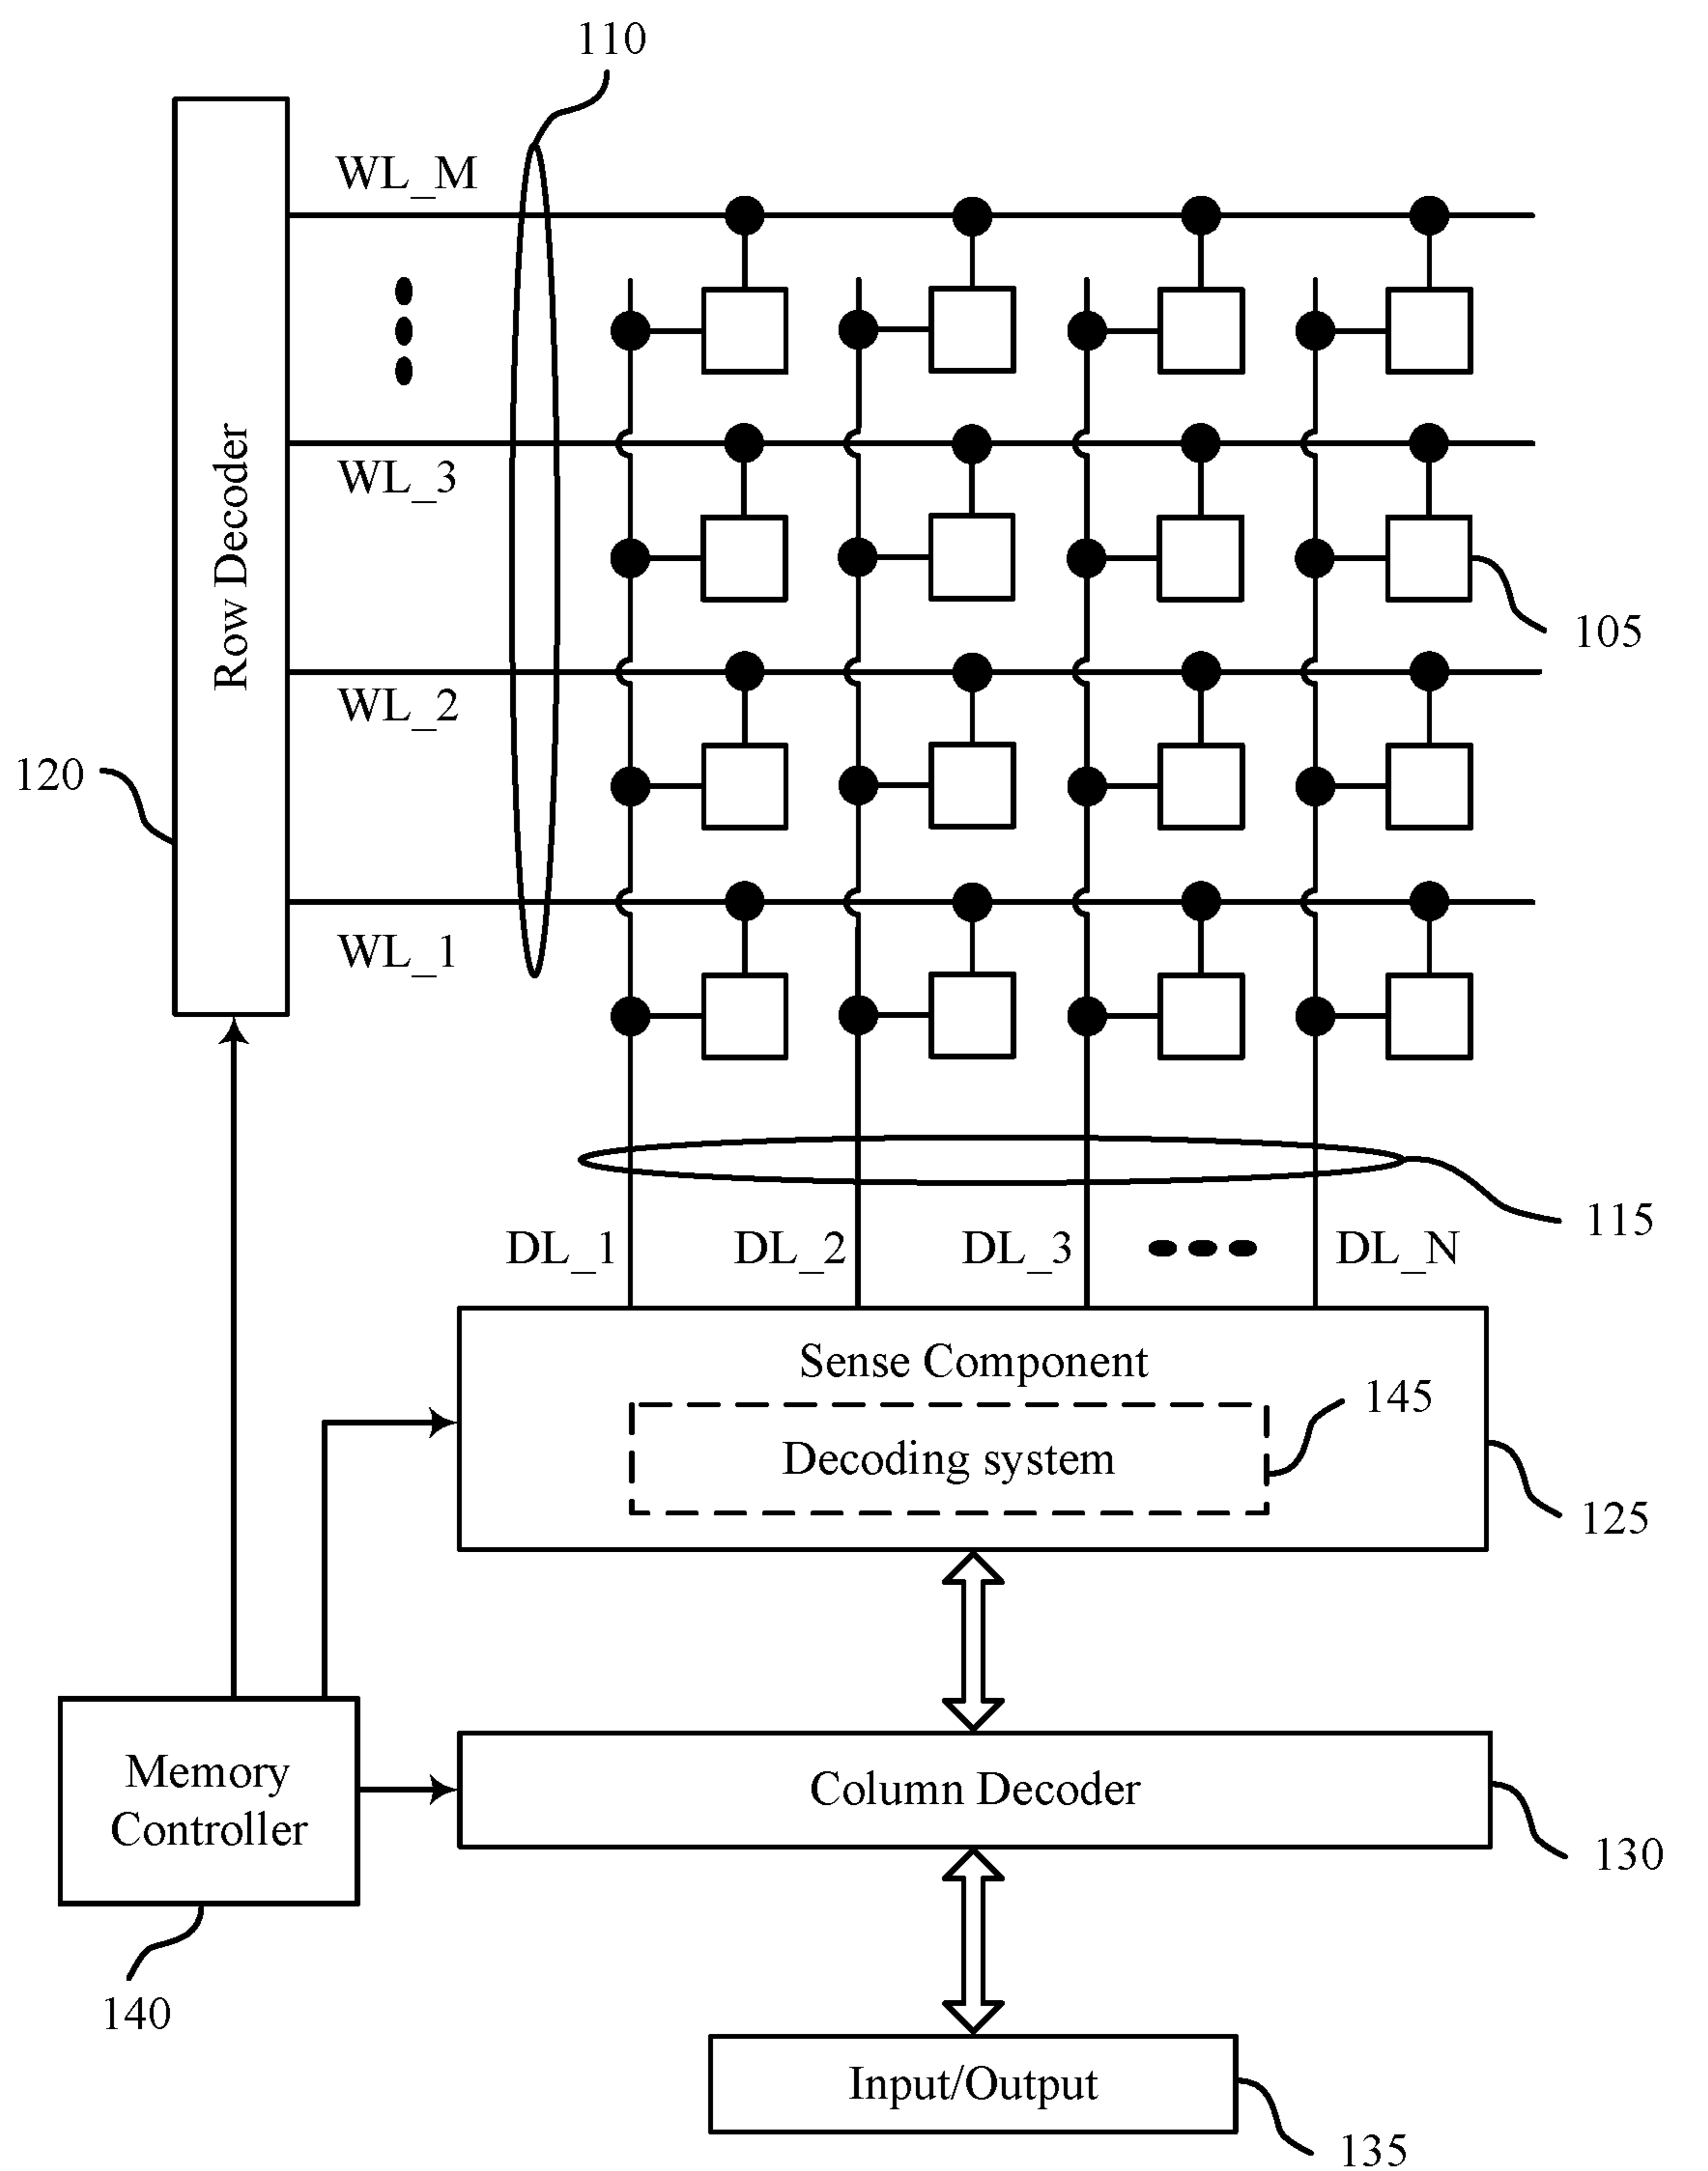 110
WL_M
WL_3
Row Decoder
105
WL_2
120
WL_1
115
DL_1
DL_2
DL_3
DL_N
Sense Component
145
Decoding system
125
Memory
Controller
Column Decoder
130
140
Input/Output
135